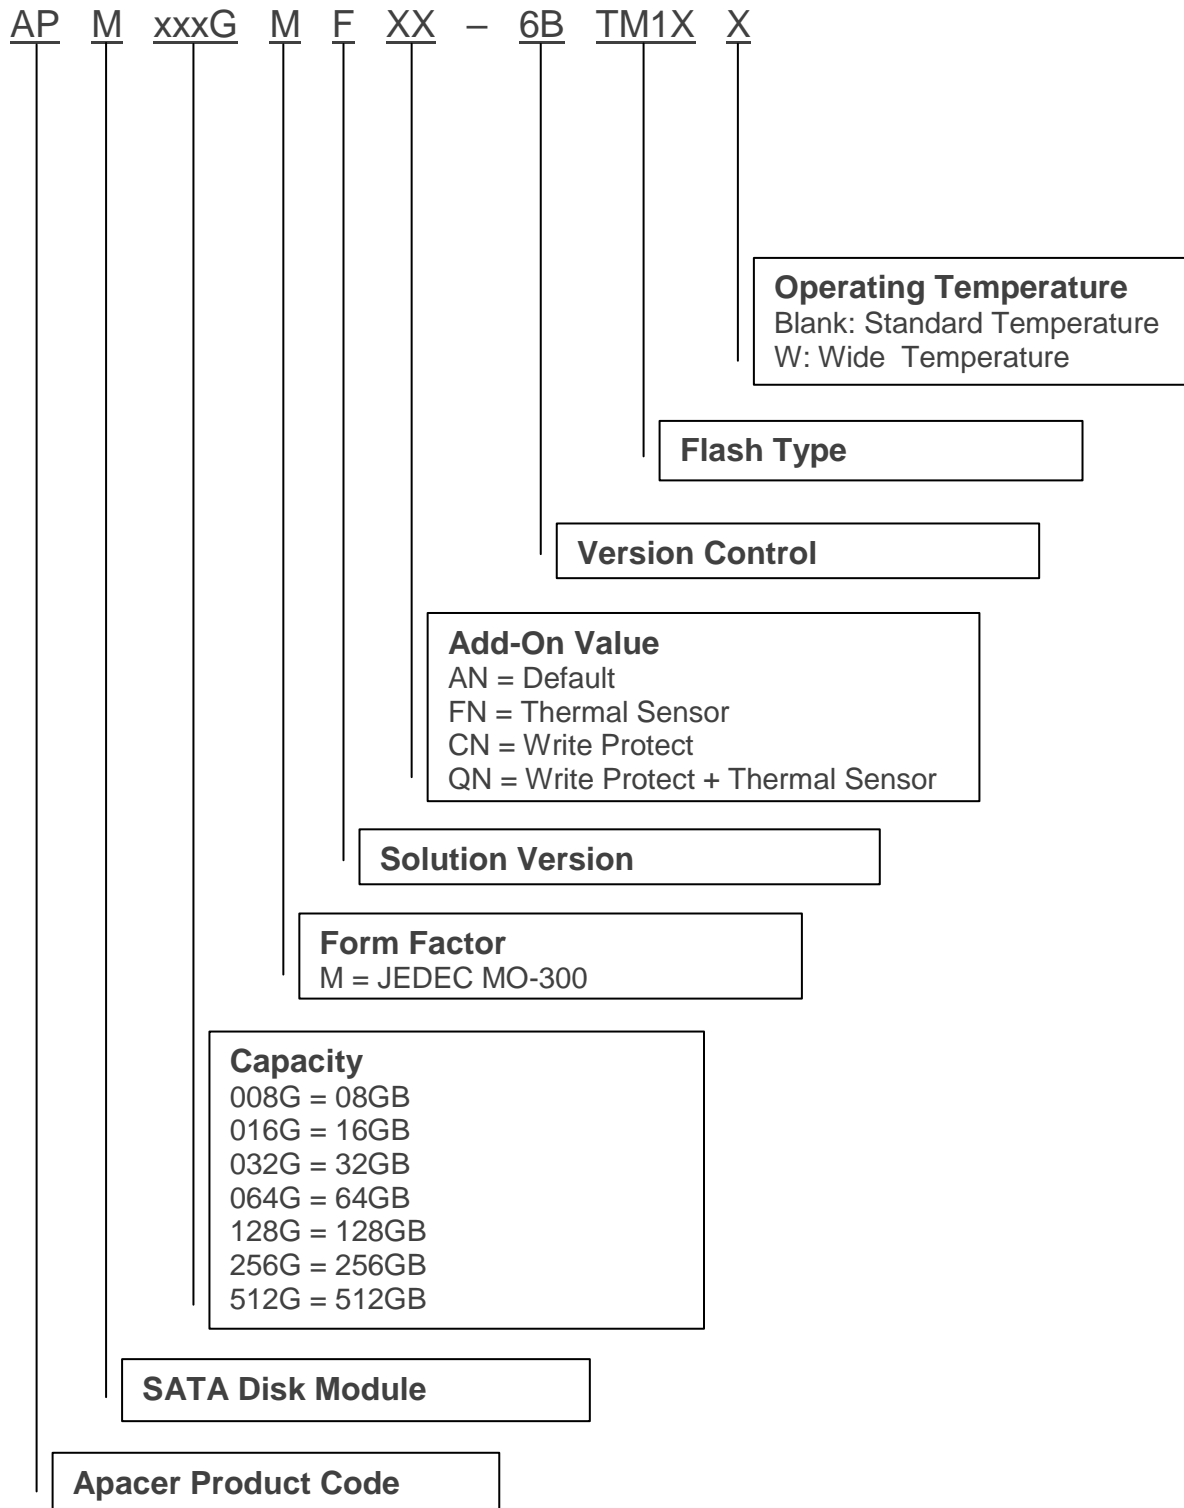 AP M xxxG M F XX – 6B TM1X X
Operating Temperature
Blank: Standard Temperature
W: Wide Temperature
Flash Type
Version Control
Add-On Value
AN = Default
FN = Thermal Sensor
CN = Write Protect
QN = Write Protect + Thermal Sensor
Solution Version
Form Factor
M = JEDEC MO-300
Capacity
008G = 08GB
016G = 16GB
032G = 32GB
064G = 64GB
128G = 128GB
256G = 256GB
512G = 512GB
SATA Disk Module
Apacer Product Code